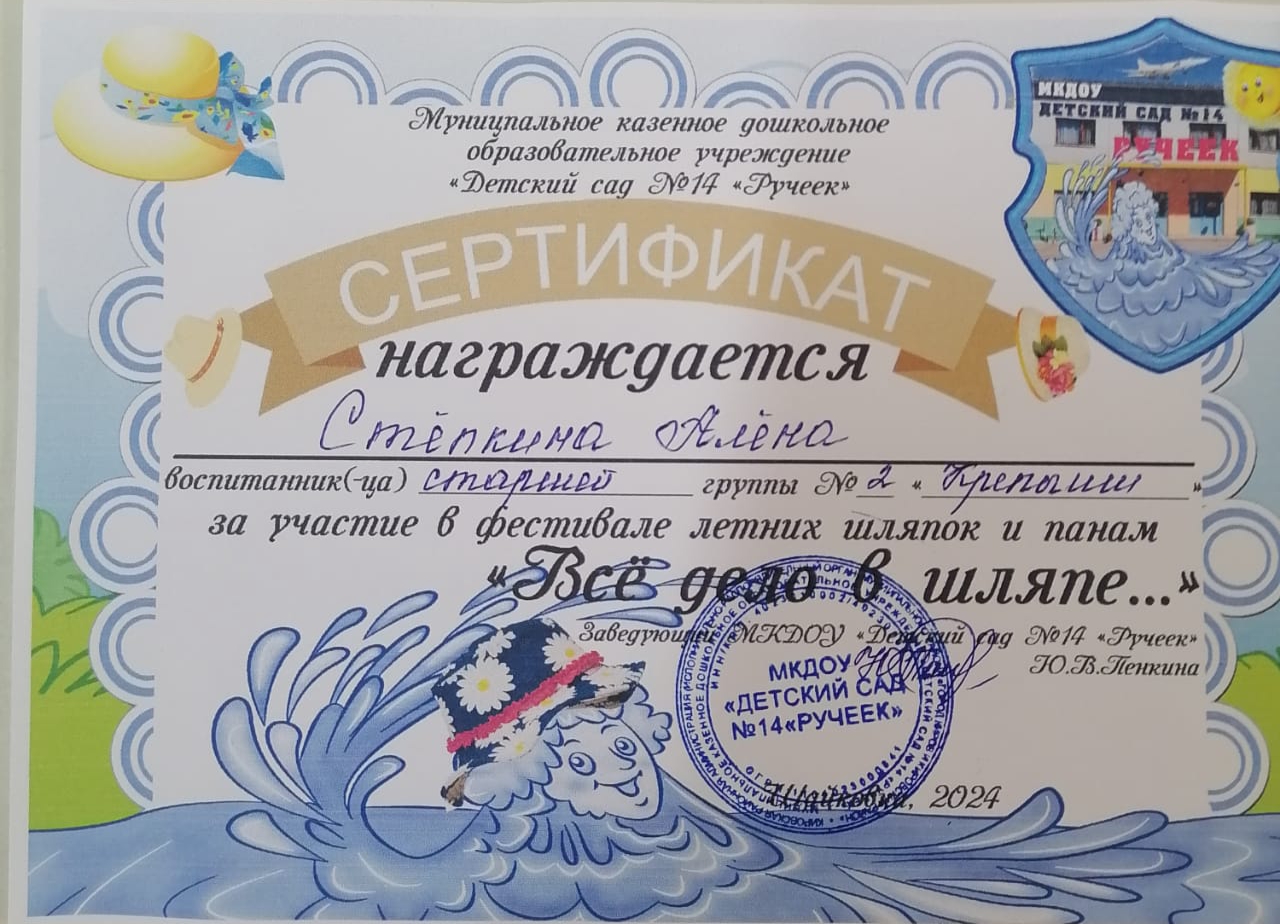 МКДОУ
ДЕТСКИЙ САД №14
РУЧЕЕК
Муниципальное казенное дошкольное
образовательное учреждение
«Детский сад №14 «Ручеек»
СЕРТИФИКАТ
награждается
Стёпкина Алёна
воспитанник(-ца) старшей группы №2 «Крепыши»
за участие в фестивале летних шляпок и панам
«Всё дело в шляпе...»
Заведующий МКДОУ «Детский сад №14 «Ручеек»
Ю.В.Пенкина
МКДОУ
«ДЕТСКИЙ САД
№14«РУЧЕЕК»
Шайковка, 2024